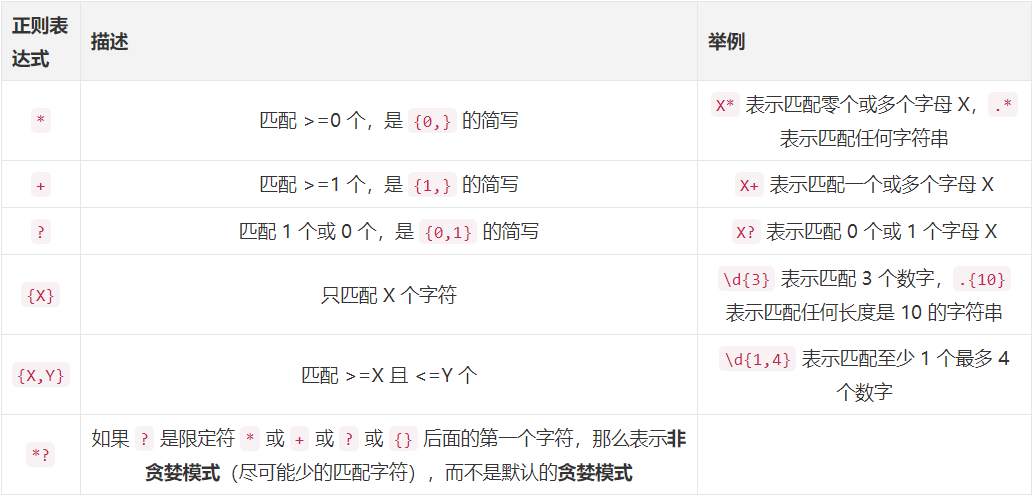 正则表达式 描述 举例
* 匹配 >=0 个，是 {0,} 的简写 X* 表示匹配零个或多个字母 X，.*
表示匹配任何字符串
+ 匹配 >=1 个，是 {1,} 的简写 X+ 表示匹配一个或多个字母 X
? 匹配 1 个或 0 个，是 {0,1} 的简写 X? 表示匹配 0 个或 1 个字母 X
{X} 只匹配 X 个字符 \d{3} 表示匹配 3 个数字，.{10}
表示匹配任何长度是 10 的字符串
{X,Y} 匹配 >=X 且 <=Y 个 \d{1,4} 表示匹配至少 1 个最多 4
个数字
*? 如果 ? 是限定符 * 或 + 或 ? 或 {} 后面的第一个字符，那么表示非
贪婪模式（尽可能少的匹配字符），而不是默认的贪婪模式